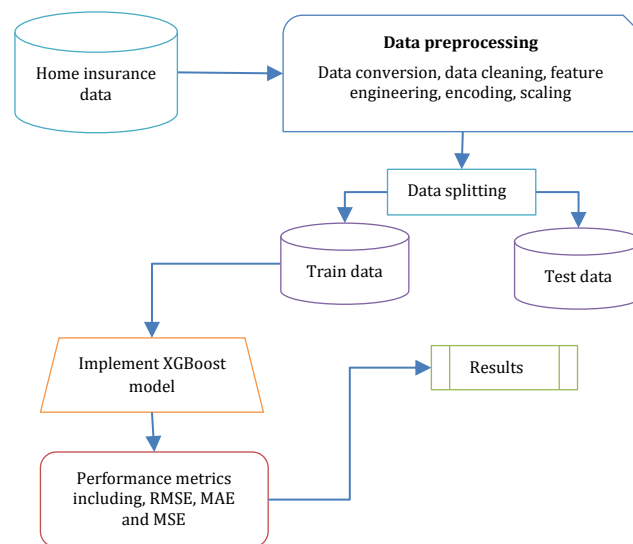 Home insurance
data
Data preprocessing
Data conversion, data cleaning, feature
engineering, encoding, scaling
Data splitting
Train data
Test data
Implement XGBoost
model
Results
Performance metrics
including, RMSE, MAE
and MSE